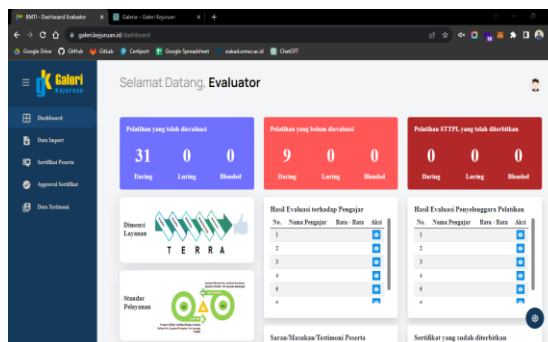 BMTI - Dashboard Evaluator
Galeria – Galeri Kejuruan
galerikejuruan.id/dashboard
Google Drive GitHub GitLab Certiport Google Spreadsheet siakad.unnur.ac.id ChatGPT
Galeri
Kejuruan
Selamat Datang, Evaluator
Dashboard
Data Import
Sertifikat Peserta
Approval Sertifikat
Data Testimoni
Pelatihan yang telah dievaluasi
31 0 0
Daring Luring Blended
Pelatihan yang belum dievaluasi
9 0 0
Daring Luring Blended
Pelatihan STTPL yang telah diterbitkan
0 0 0
Daring Luring Blended
Dimensi
Layanan
T E R R A
Standar
Pelayanan
Hasil Evaluasi terhadap Pengajar
No. Nama Pengajar Rata - Rata Aksi
1
2
3
4
5
Hasil Evaluasi Penyelenggara Pelatihan
No. Nama Pengajar Rata - Rata Aksi
1
2
3
4
5
Saran/Masukan/Testimoni Peserta
Sertifikat yang sudah diterbitkan